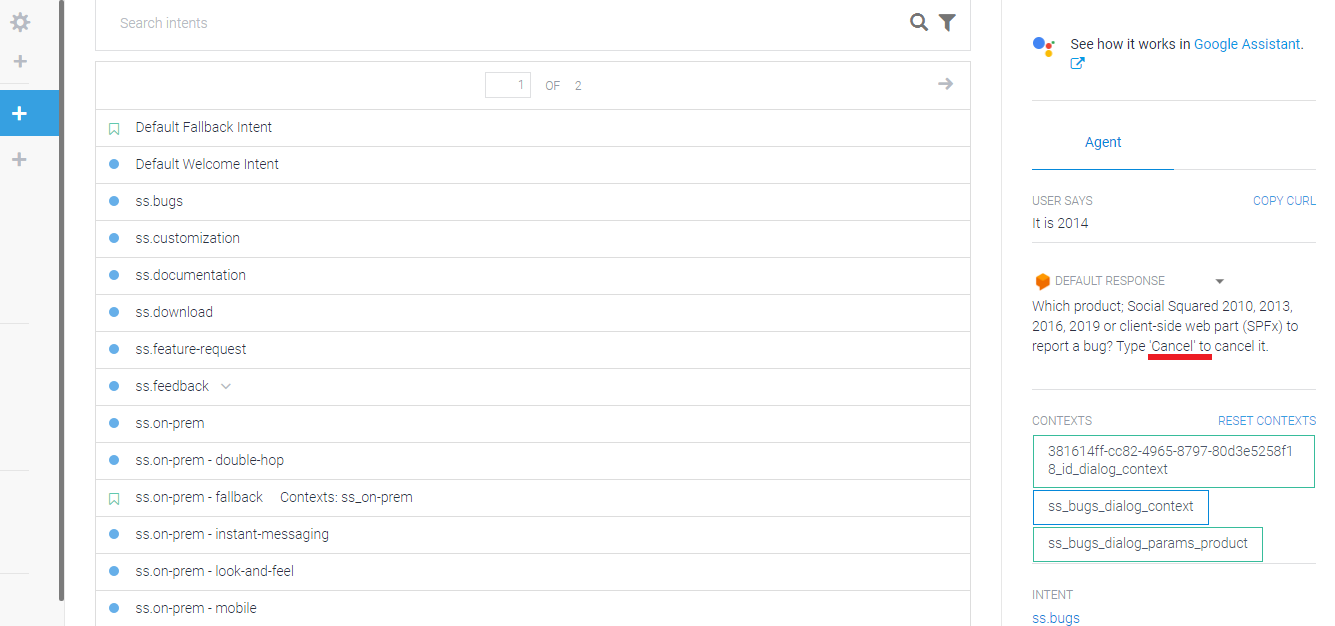 Search intents
1 OF 2
Default Fallback Intent
Default Welcome Intent
ss.bugs
ss.customization
ss.documentation
ss.download
ss.feature-request
ss.feedback
ss.on-prem
ss.on-prem - double-hop
ss.on-prem - fallback Contexts: ss_on-prem
ss.on-prem - instant-messaging
ss.on-prem - look-and-feel
ss.on-prem - mobile
See how it works in Google Assistant.
Agent
USER SAYS COPY CURL
It is 2014
DEFAULT RESPONSE
Which product; Social Squared 2010, 2013,
2016, 2019 or client-side web part (SPFx) to
report a bug? Type 'Cancel' to cancel it.
CONTEXTS RESET CONTEXTS
381614ff-cc82-4965-8797-80d3e5258f1
8_id_dialog_context
ss_bugs_dialog_context
ss_bugs_dialog_params_product
INTENT
ss.bugs